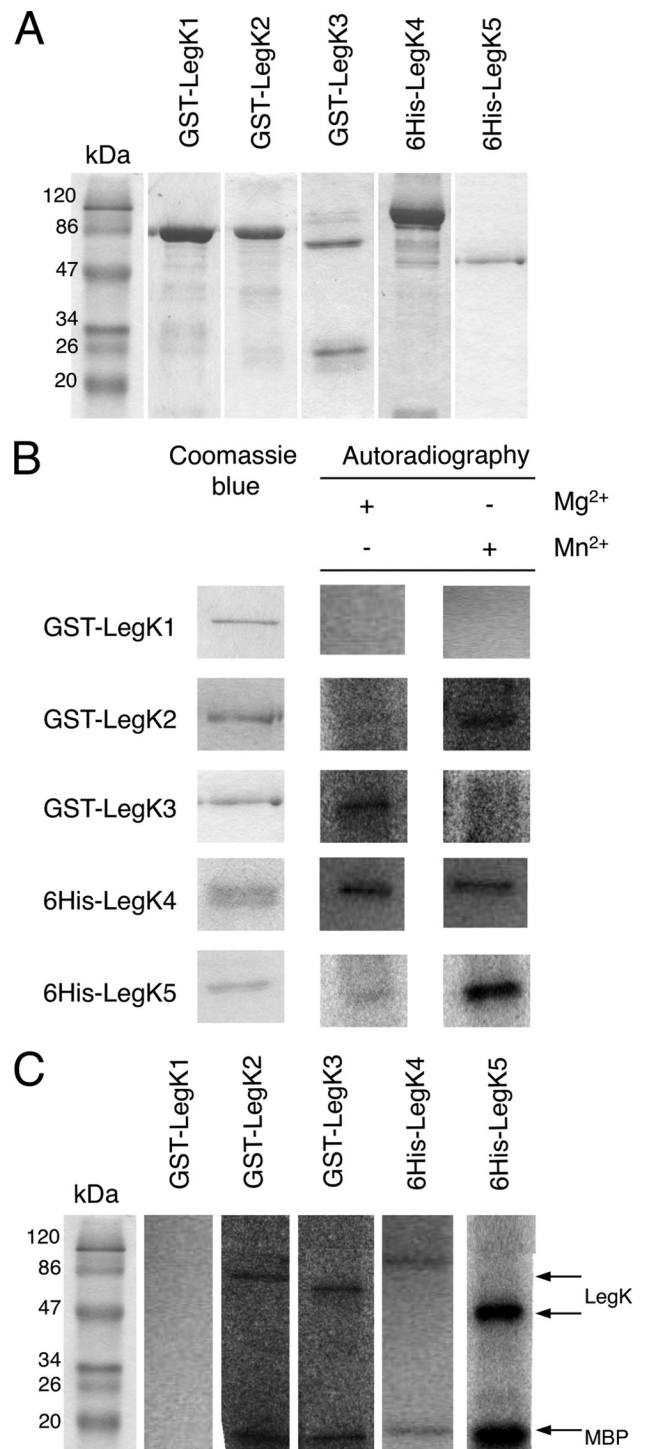 A
GST-LegK1
GST-LegK2
GST-LegK3
6His-LegK4
6His-LegK5
kDa
120
86
47
34
26
20
B
Coomassie
blue
Autoradiography
+ - Mg²⁺
- + Mn²⁺
GST-LegK1
GST-LegK2
GST-LegK3
6His-LegK4
6His-LegK5
C
GST-LegK1
GST-LegK2
GST-LegK3
6His-LegK4
6His-LegK5
kDa
120
86
47
34
26
20
LegK
MBP